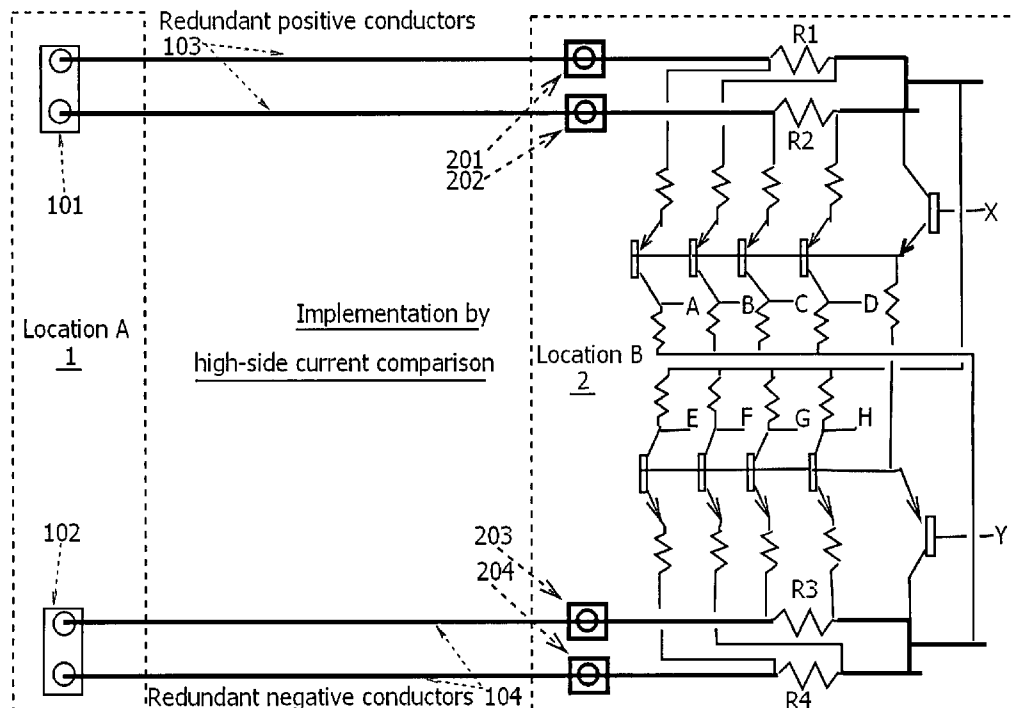 Redundant positive conductors
103
R1
R2
201
202
101
X
A
B
C
D
Implementation by
high-side current comparison
Location A
1
Location B
2
E
F
G
H
102
203
204
Y
R3
Redundant negative conductors
104
R4